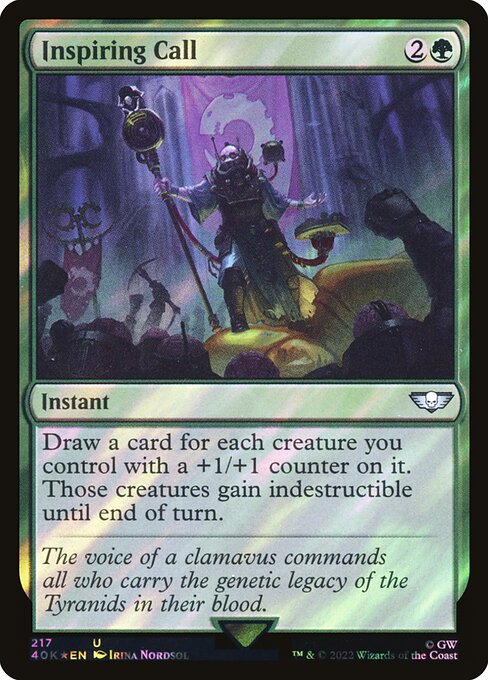 Inspiring Call 2
Instant
Draw a card for each creature you
control with a +1/+1 counter on it.
Those creatures gain indestructible
until end of turn.
The voice of a clamavus commands
all who carry the genetic legacy of the
Tyranids in their blood.
217 U © GW
40K★EN Irina Nordsol ™ & © 2022 Wizards of the Coast